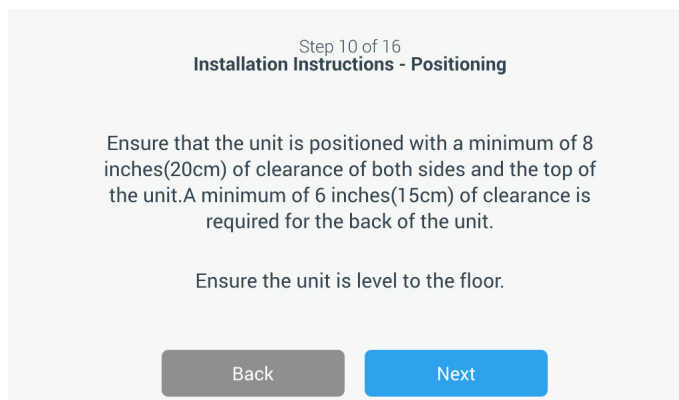 Step 10 of 16
Installation Instructions - Positioning
Ensure that the unit is positioned with a minimum of 8
inches(20cm) of clearance of both sides and the top of
the unit.A minimum of 6 inches(15cm) of clearance is
required for the back of the unit.
Ensure the unit is level to the floor.
Back
Next